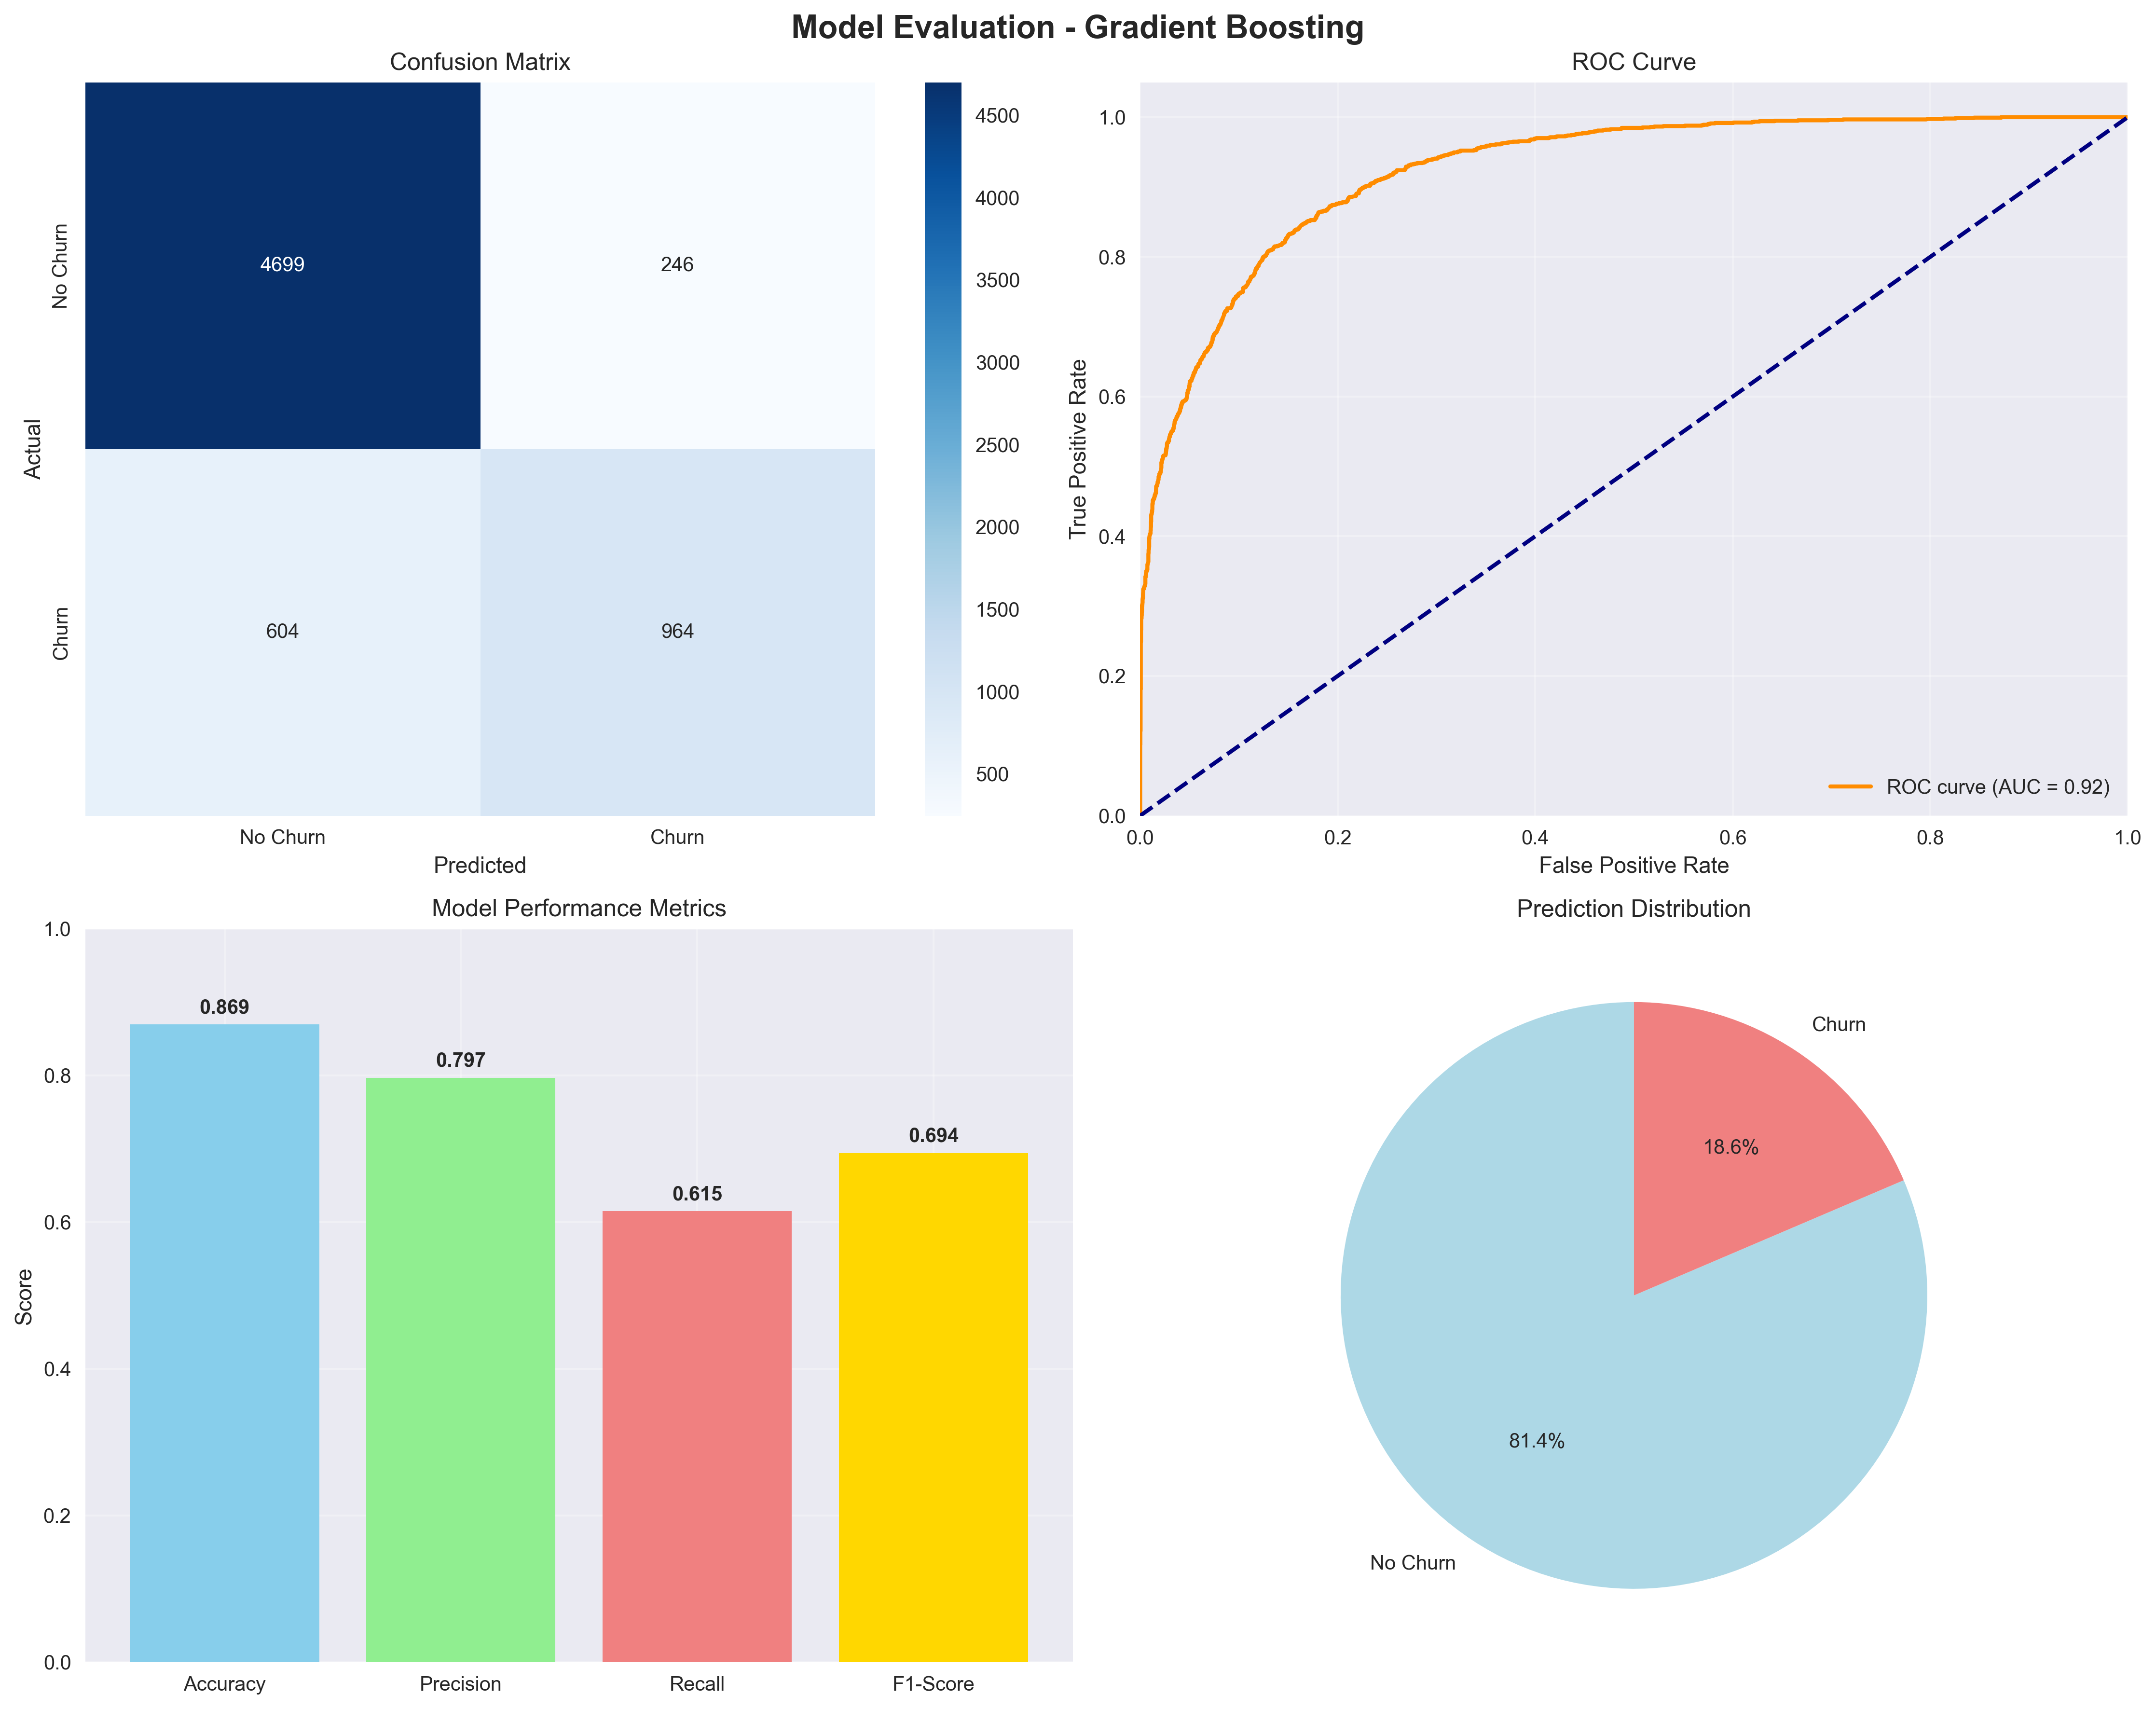 Model Evaluation - Gradient Boosting
Confusion Matrix
No Churn
Churn
Actual
4699
246
604
964
No Churn
Churn
Predicted
4500
4000
3500
3000
2500
2000
1500
1000
500
ROC Curve
True Positive Rate
1.0
0.8
0.6
0.4
0.2
0.0
0.0
0.2
0.4
0.6
0.8
1.0
False Positive Rate
ROC curve (AUC = 0.92)
Model Performance Metrics
Score
1.0
0.8
0.6
0.4
0.2
0.0
0.869
0.797
0.615
0.694
Accuracy
Precision
Recall
F1-Score
Prediction Distribution
Churn
18.6%
81.4%
No Churn